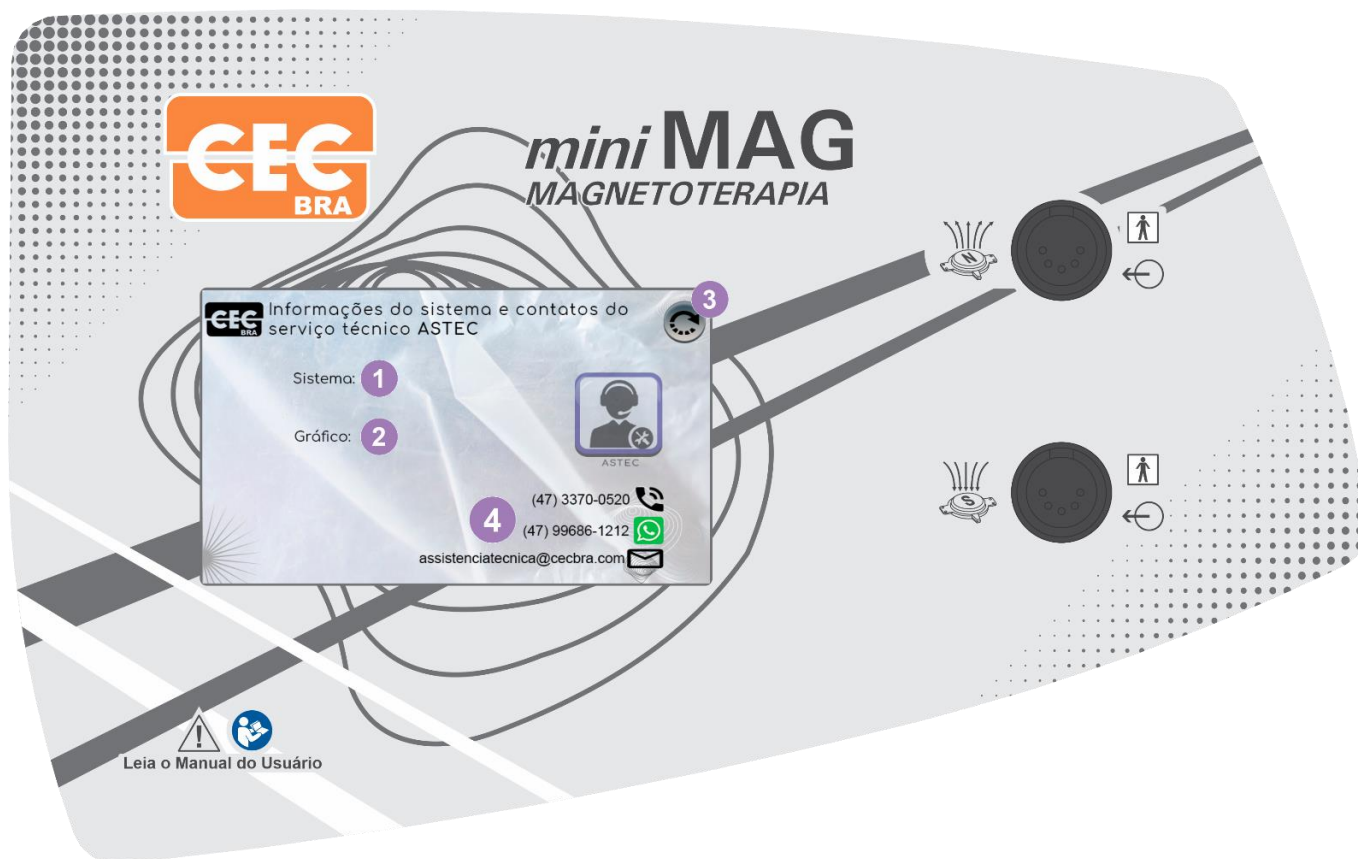 CEC
BRA
mini MAG
MAGNETOTERAPIA
N
CEC
BRA
Informações do sistema e contatos do
serviço técnico ASTEC
3
Sistema: 1
Gráfico: 2
ASTEC
4
(47) 3370-0520
(47) 99686-1212
assistenciatecnica@cecbra.com
S
Leia o Manual do Usuário